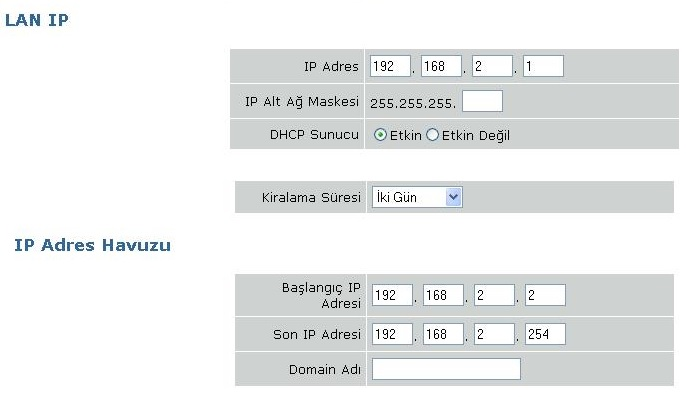 LAN IP
IP Adres 192 . 168 . 2 . 1
IP Alt Ağ Maskesi 255.255.255.
DHCP Sunucu Etkin Etkin Değil
Kiralama Süresi İki Gün
IP Adres Havuzu
Başlangıç IP
Adresi 192 . 168 . 2 . 2
Son IP Adresi 192 . 168 . 2 . 254
Domain Adı